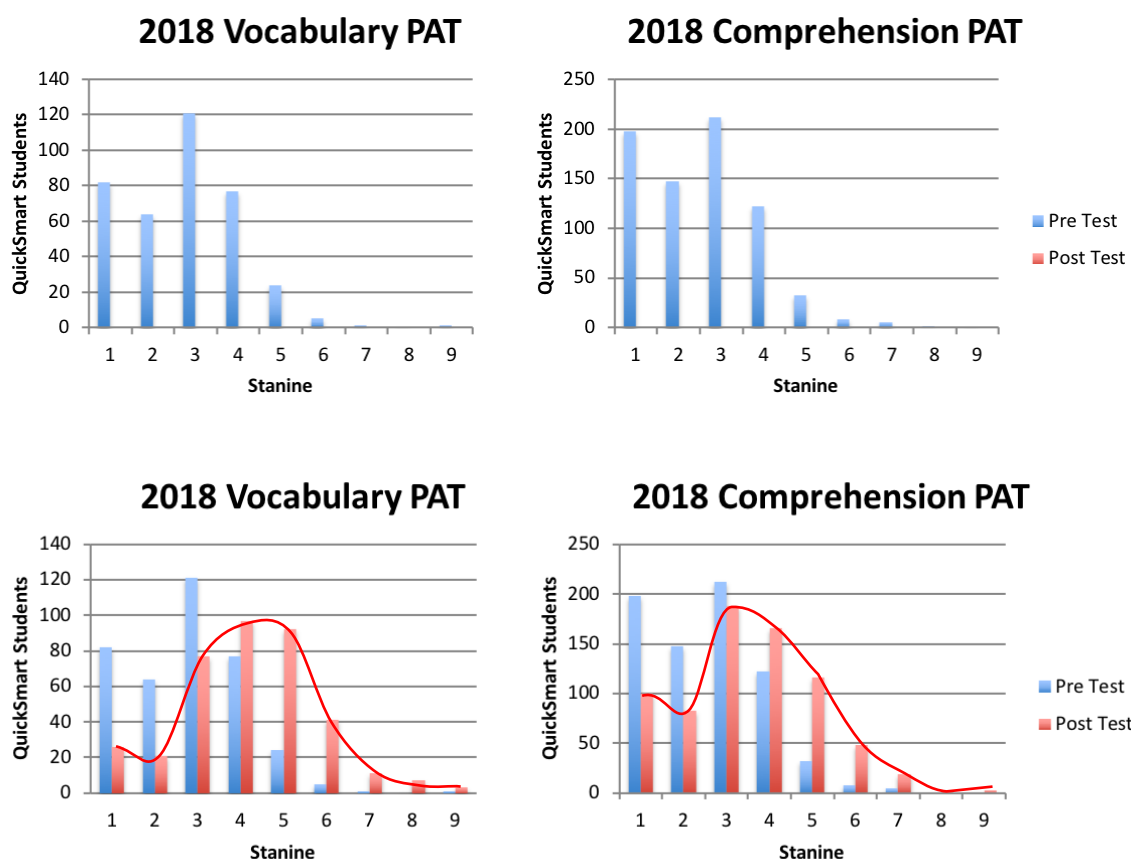 2018 Vocabulary PAT
140
120
100
80
60
40
20
0
QuickSmart Students
1 2 3 4 5 6 7 8 9
Stanine
2018 Comprehension PAT
250
200
150
100
50
0
QuickSmart Students
1 2 3 4 5 6 7 8 9
Stanine
Pre Test
Post Test
2018 Vocabulary PAT
140
120
100
80
60
40
20
0
QuickSmart Students
1 2 3 4 5 6 7 8 9
Stanine
2018 Comprehension PAT
250
200
150
100
50
0
QuickSmart Students
1 2 3 4 5 6 7 8 9
Stanine
Pre Test
Post Test